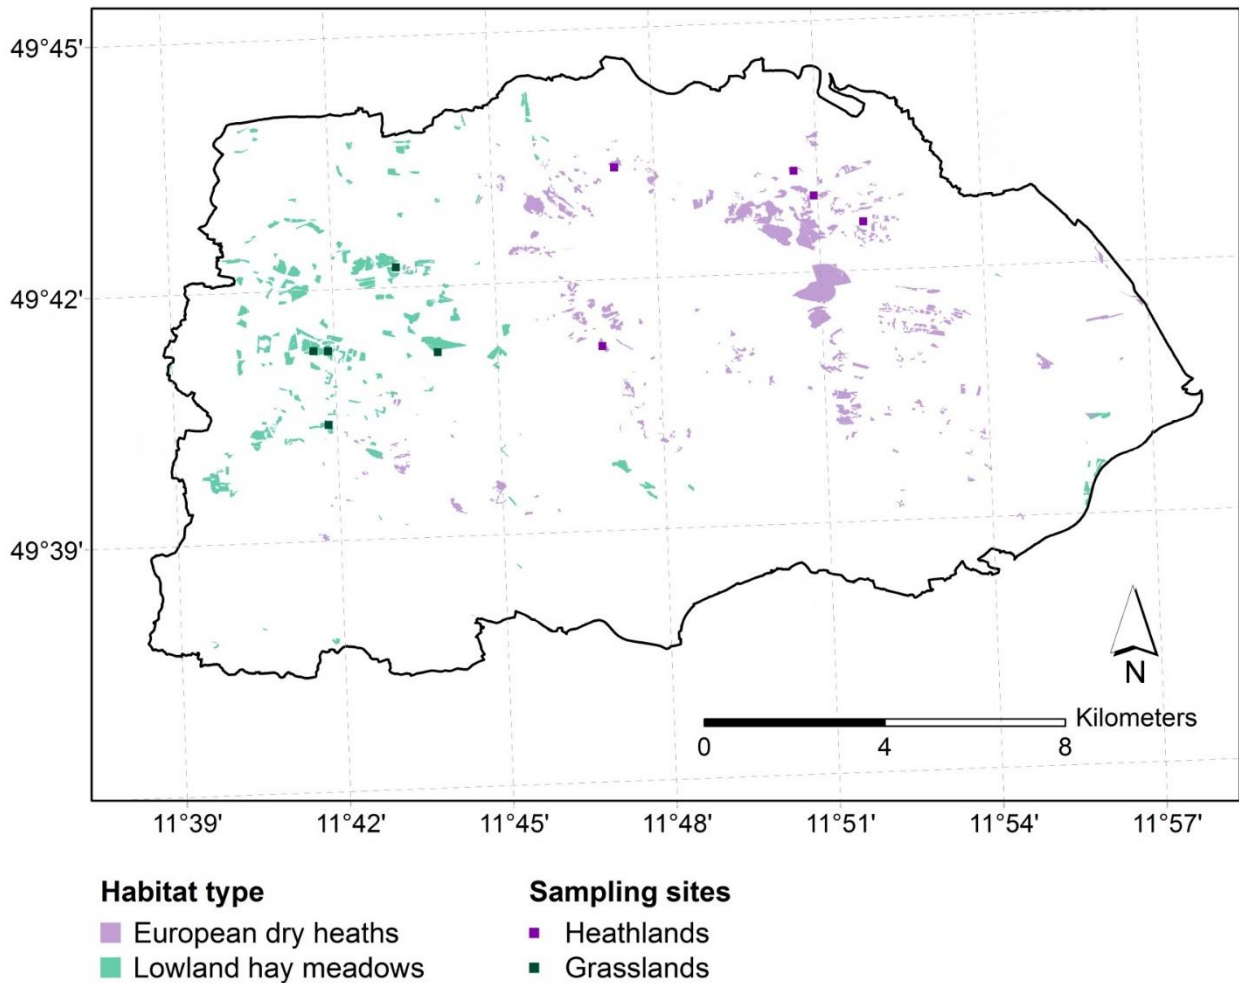 49°45'
49°42'
49°39'
N
Kilometers
0 4 8
11°39' 11°42' 11°45' 11°48' 11°51' 11°54' 11°57'
Habitat type
European dry heaths
Lowland hay meadows
Sampling sites
Heathlands
Grasslands